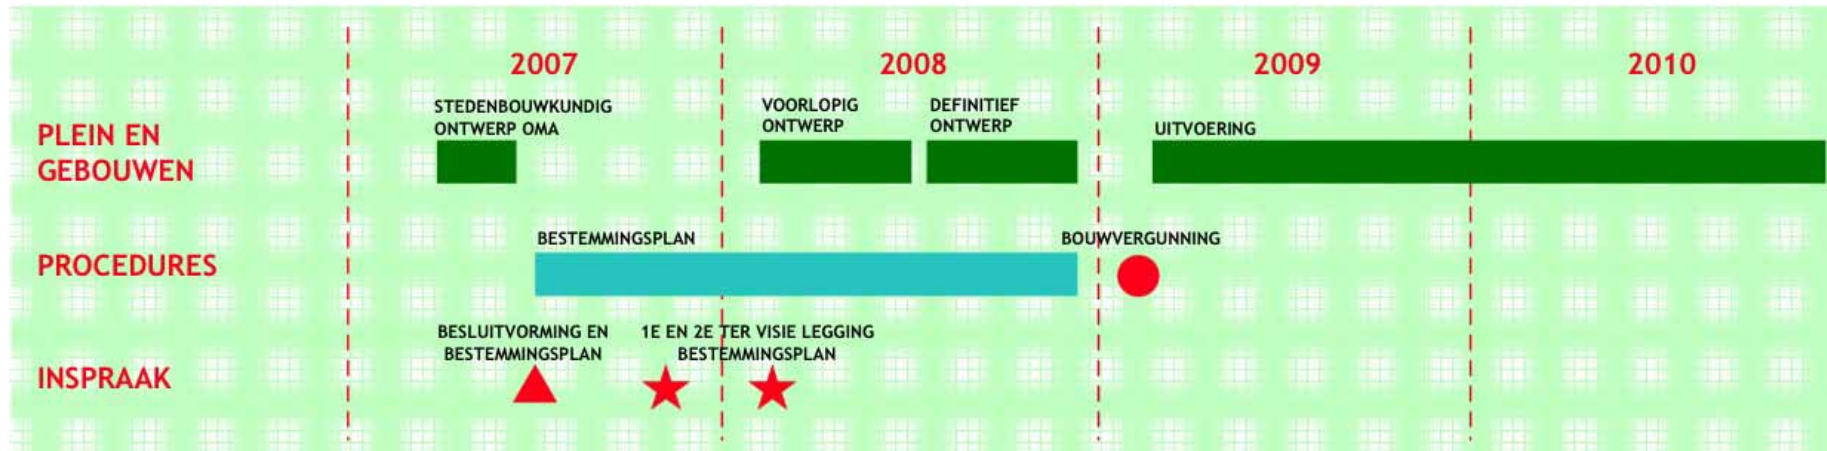 2007
2008
2009
2010
PLEIN EN
GEBOUWEN
STEDENBOUWKUNDIG
ONTWERP OMA
VOORLOPIG
ONTWERP
DEFINITIEF
ONTWERP
UITVOERING
PROCEDURES
BESTEMMINGSPLAN
BOUWVERGUNNING
INSPRAAK
BESLUITVORMING EN
BESTEMMINGSPLAN
1E EN 2E TER VISIE LEGGING
BESTEMMINGSPLAN